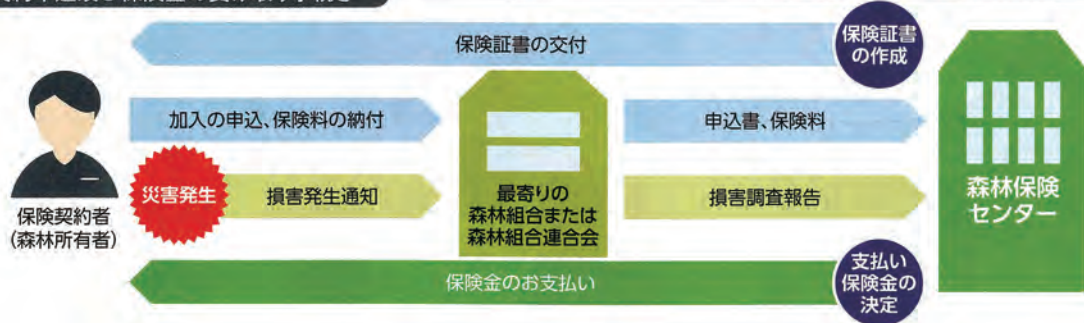 保険証書の交付
保険証書
の作成
加入の申込、保険料の納付
申込書、保険料
災害発生
損害発生通知
最寄りの
森林組合または
森林組合連合会
損害調査報告
森林保険
センター
保険契約者
(森林所有者)
保険金のお支払い
支払い
保険金の
決定